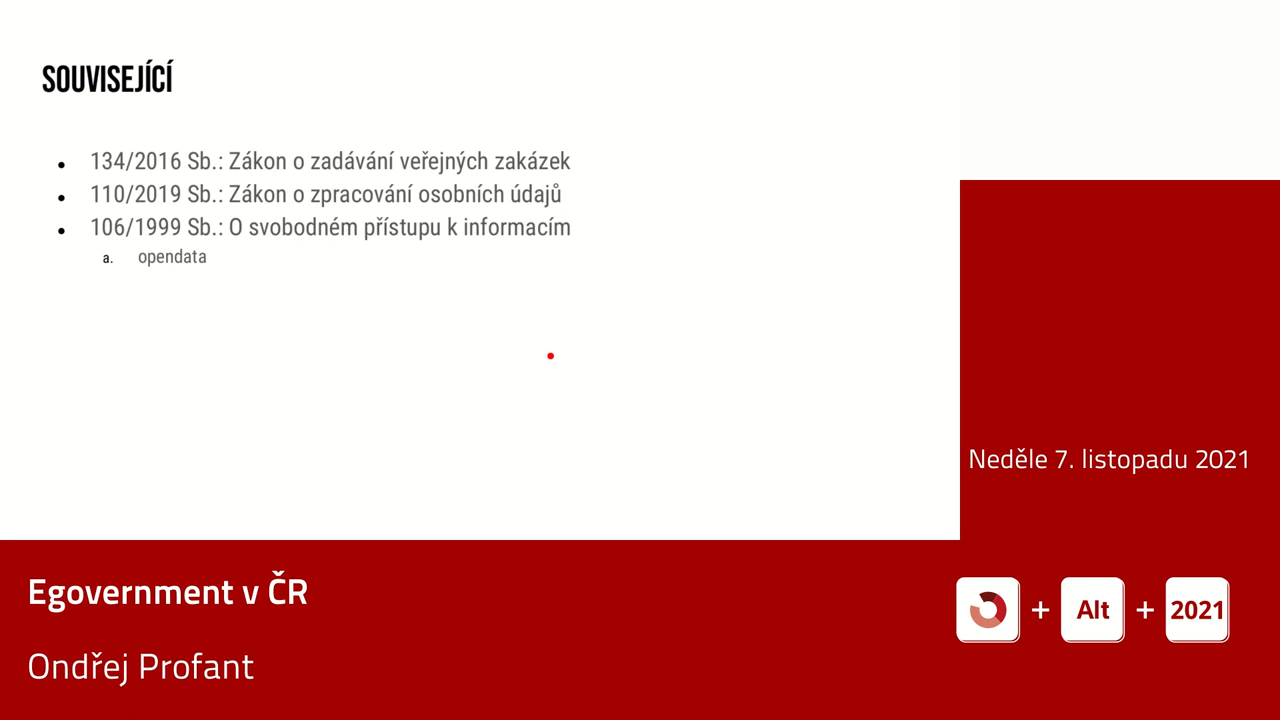 SOUVISEJÍCÍ
• 134/2016 Sb.: Zákon o zadávání veřejných zakázek
• 110/2019 Sb.: Zákon o zpracování osobních údajů
• 106/1999 Sb.: O svobodném přístupu k informacím
a. opendata
Neděle 7. listopadu 2021
Egovernment v ČR
+ Alt + 2021
Ondřej Profant